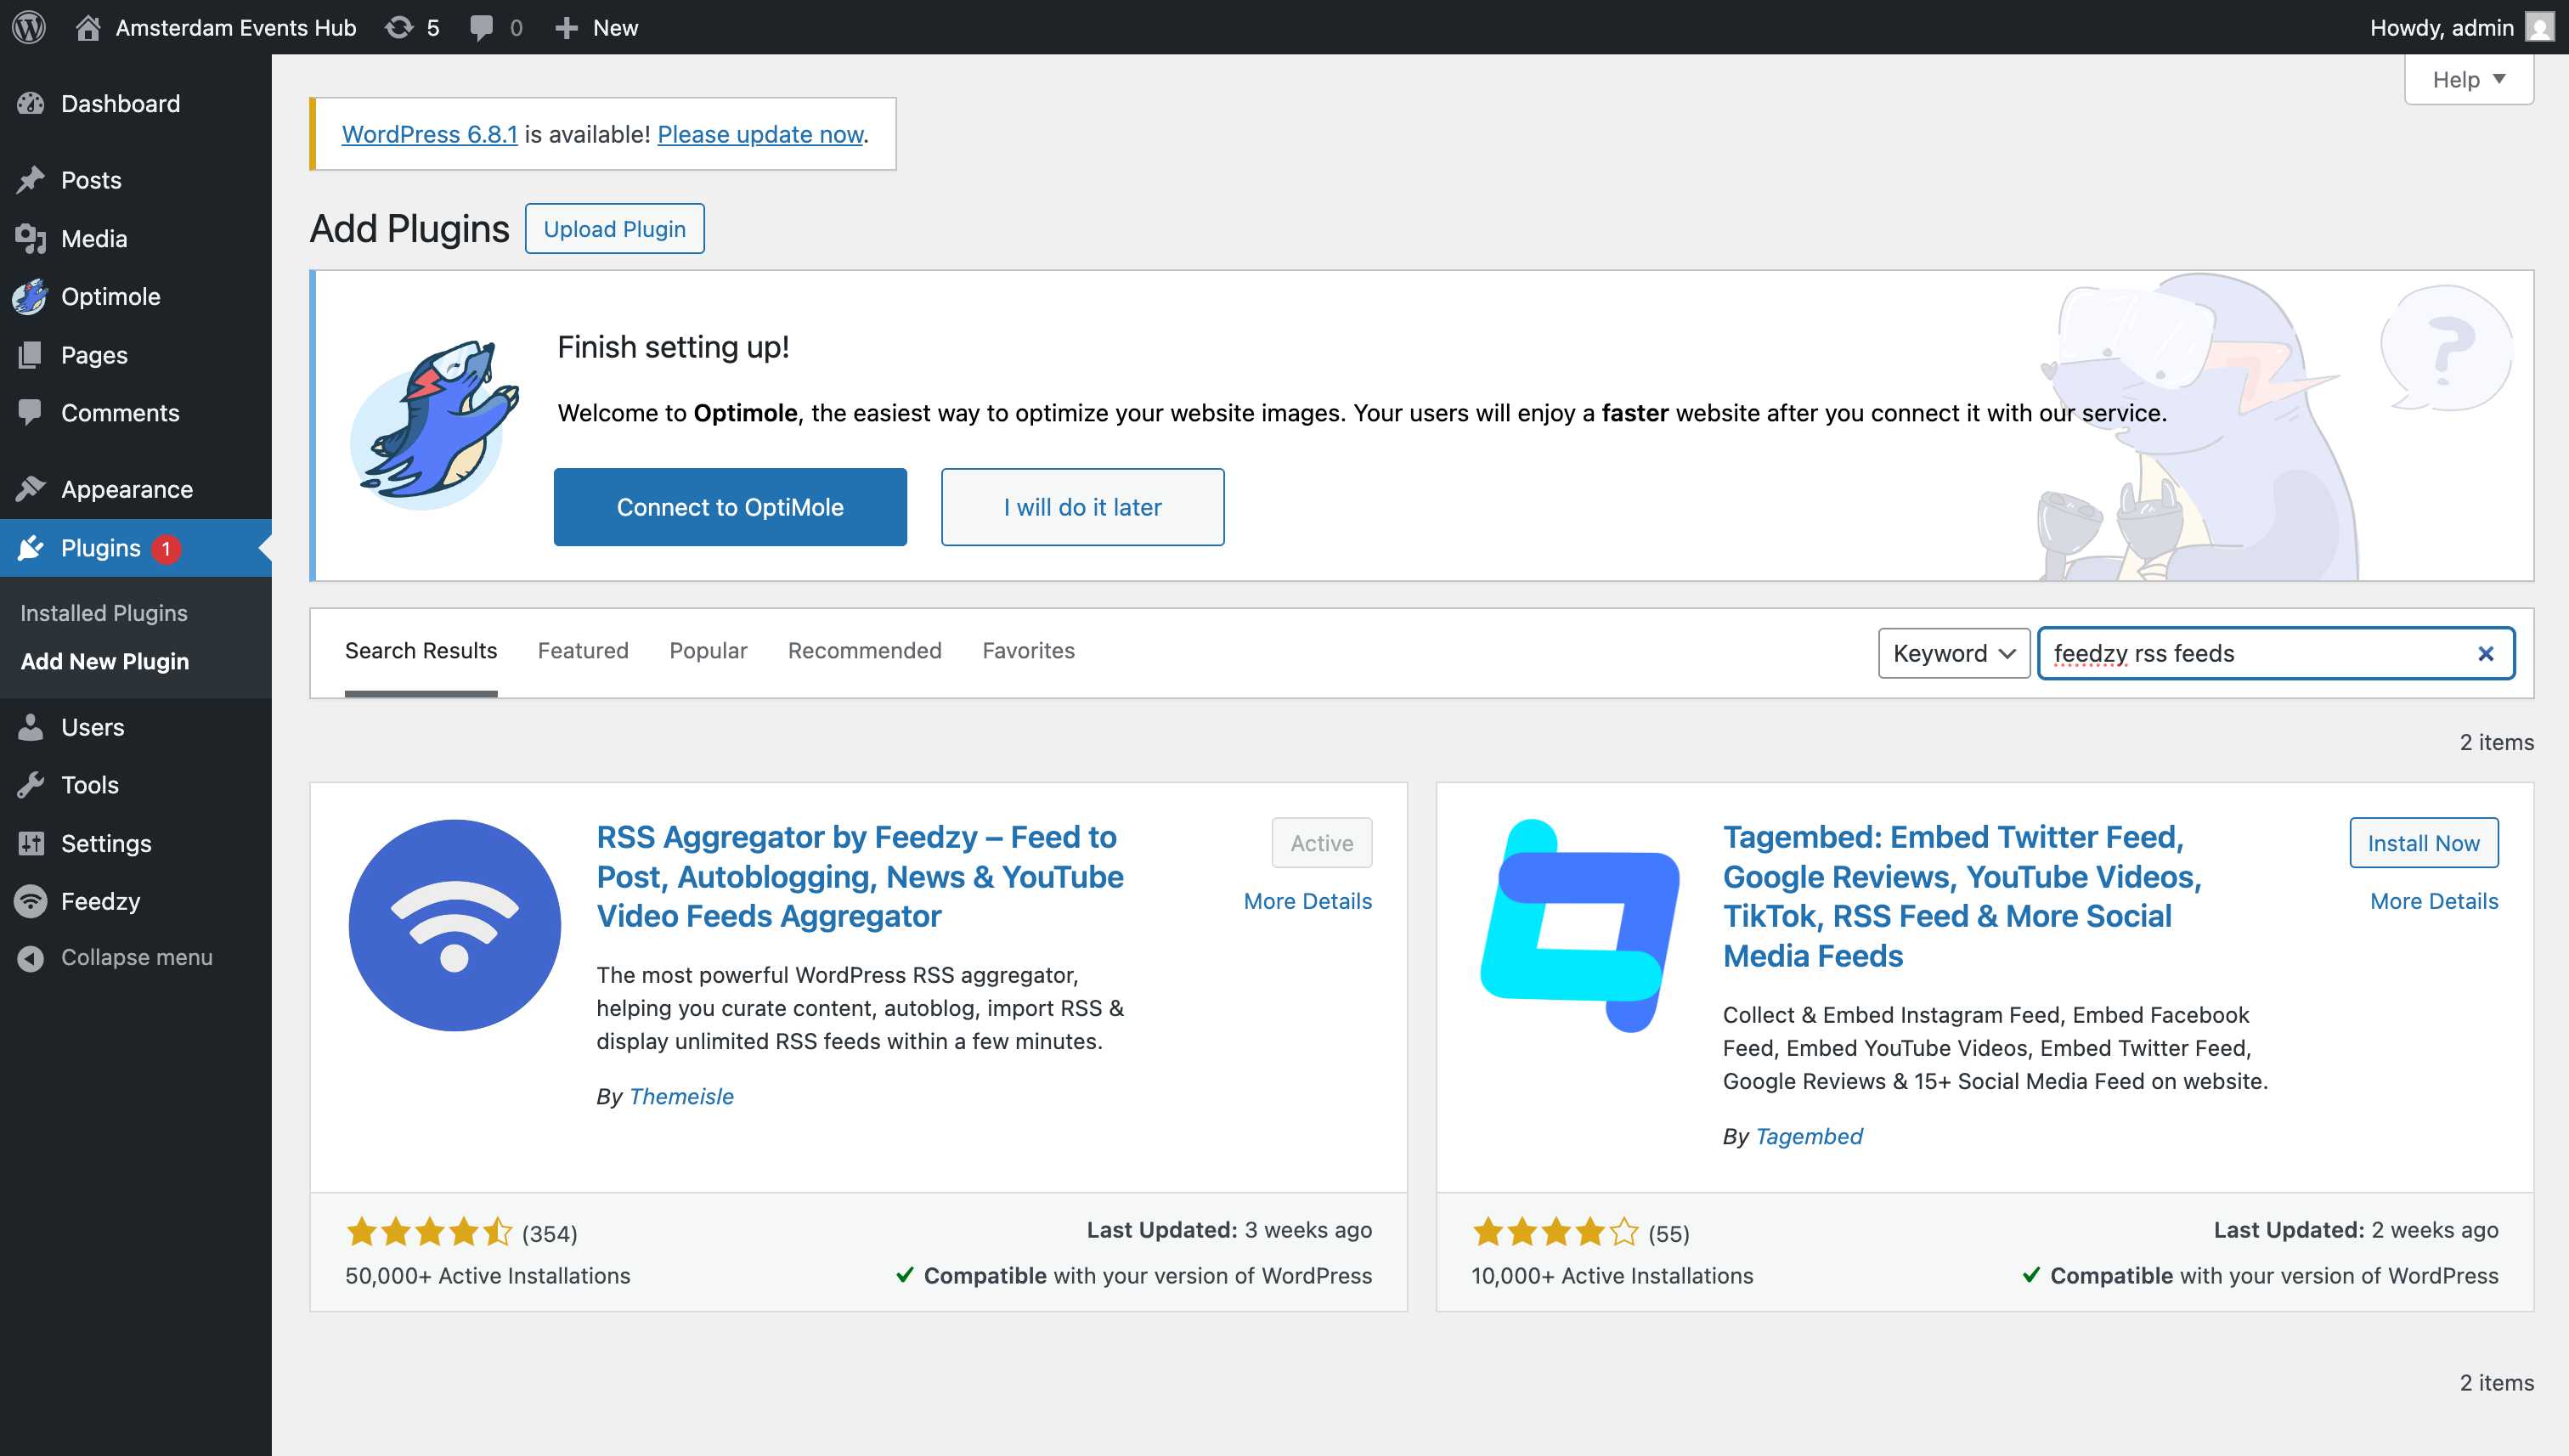 Amsterdam Events Hub 5 0 New Howdy, admin
Help
Dashboard
Posts
Media
Optimole
Pages
Comments
Appearance
Plugins 1
Installed Plugins
Add New Plugin
Users
Tools
Settings
Feedzy
Collapse menu
WordPress 6.8.1 is available! Please update now.
Add Plugins Upload Plugin
Finish setting up!
Welcome to Optimole, the easiest way to optimize your website images. Your users will enjoy a faster website after you connect it with our service.
Connect to OptiMole I will do it later
?
Search Results Featured Popular Recommended Favorites Keyword feedzy rss feeds
2 items
RSS Aggregator by Feedzy – Feed to
Post, Autoblogging, News & YouTube
Video Feeds Aggregator
Active
More Details
The most powerful WordPress RSS aggregator,
helping you curate content, autoblog, import RSS &
display unlimited RSS feeds within a few minutes.
By Themeisle
(354)
Last Updated: 3 weeks ago
50,000+ Active Installations
Compatible with your version of WordPress
Tagembed: Embed Twitter Feed,
Google Reviews, YouTube Videos,
TikTok, RSS Feed & More Social
Media Feeds
Install Now
More Details
Collect & Embed Instagram Feed, Embed Facebook
Feed, Embed YouTube Videos, Embed Twitter Feed,
Google Reviews & 15+ Social Media Feed on website.
By Tagembed
(55)
Last Updated: 2 weeks ago
10,000+ Active Installations
Compatible with your version of WordPress
2 items